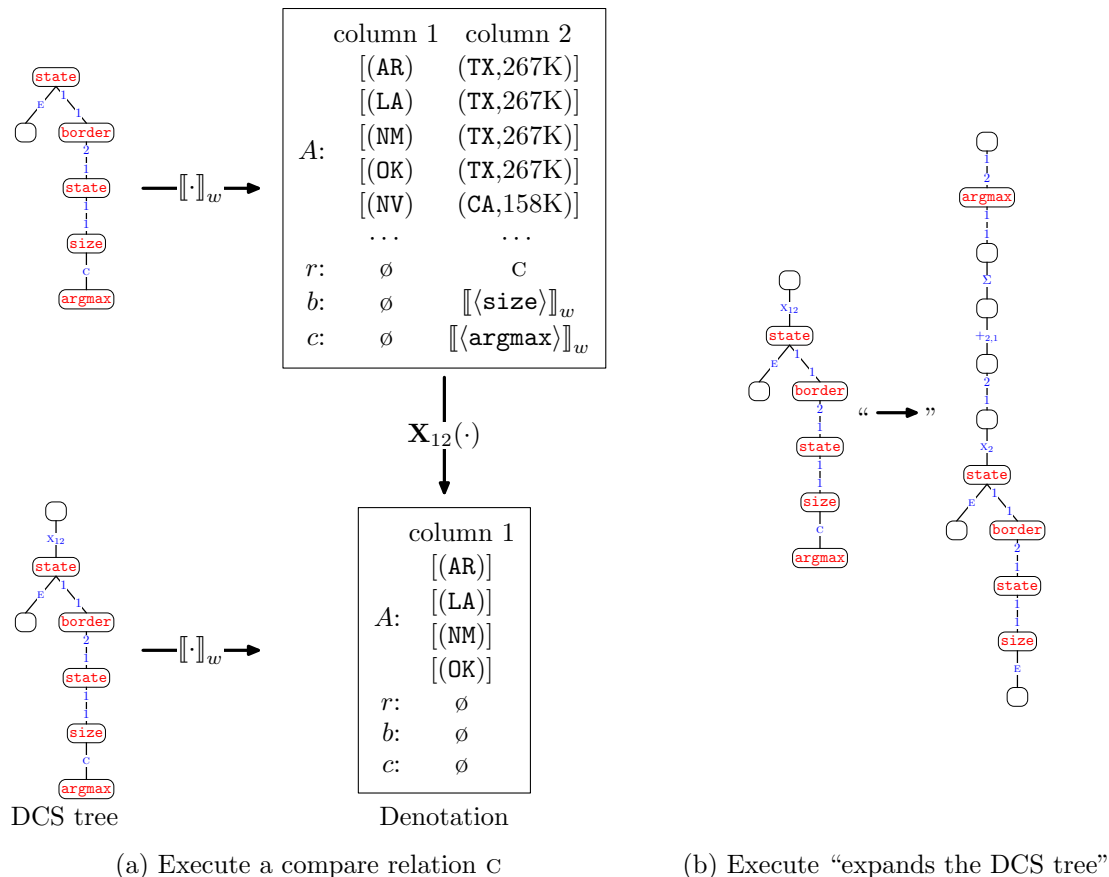 column 1 column 2
[(AR) (TX,267K)]
[(LA) (TX,267K)]
[(NM) (TX,267K)]
A:
[(OK) (TX,267K)]
[(NV) (CA,158K)]
... ...
r: ø C
b: ø ⟦⟨size⟩⟧w
c: ø ⟦⟨argmax⟩⟧w
state
E 1
1
border
2
1
state
1
1
size
C
argmax
⟦·⟧w
X12(·)
X12
state
E 1
1
border
2
1
state
1
1
size
C
argmax
DCS tree
⟦·⟧w
column 1
[(AR)]
[(LA)]
A:
[(NM)]
[(OK)]
r: ø
b: ø
c: ø
Denotation
(a) Execute a compare relation C
X12
state
E 1
1
border
2
1
state
1
1
size
C
argmax
“ ”
1
2
argmax
1
1
Σ
+2,1
2
1
X2
state
E 1
1
border
2
1
state
1
1
size
E
(b) Execute “expands the DCS tree”